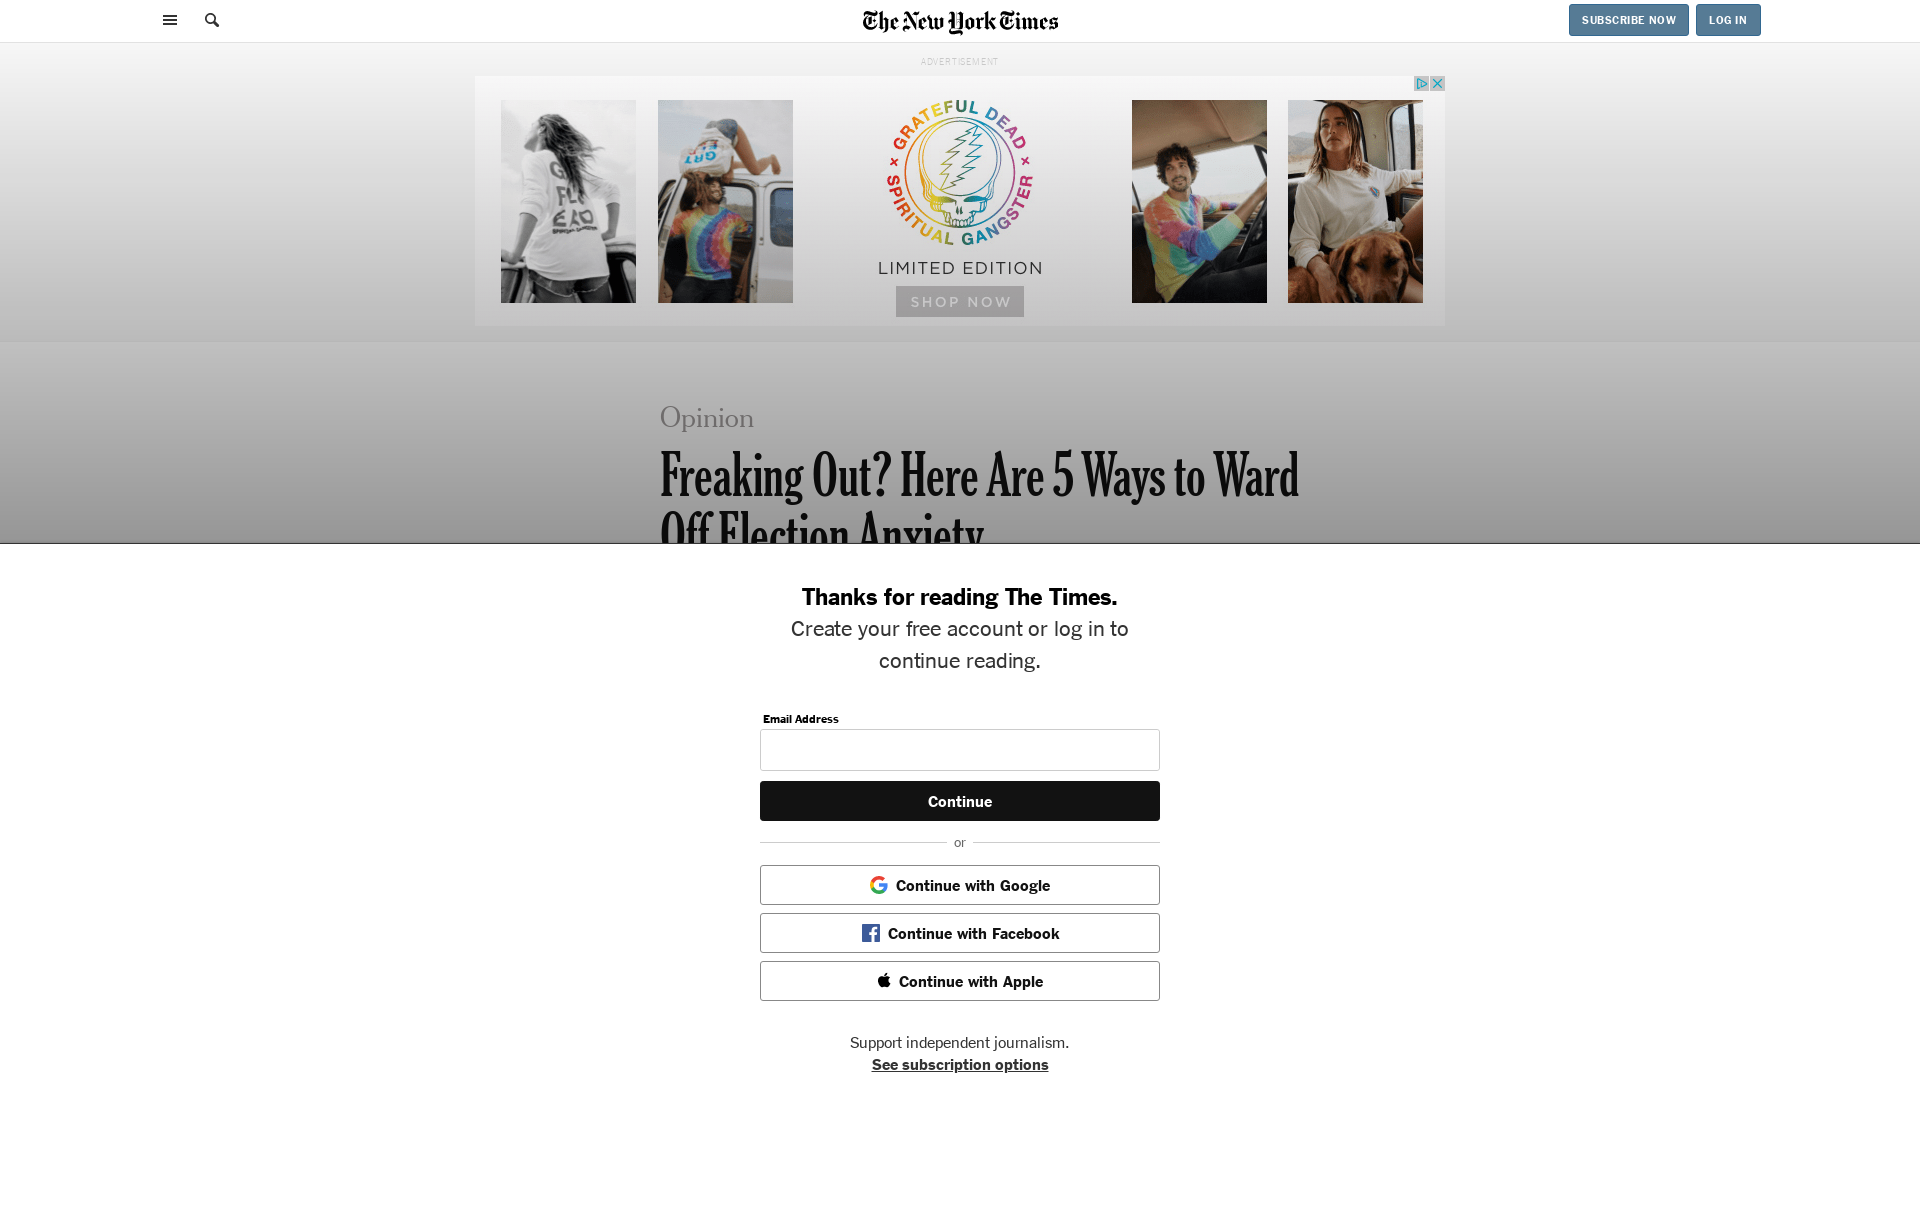 The New York Times
SUBSCRIBE NOW
LOG IN
ADVERTISEMENT
GRATEFUL DEAD
SPIRITUAL GANGSTER
LIMITED EDITION
SHOP NOW
Opinion
Freaking Out? Here Are 5 Ways to Ward
Off Election Anxiety
Thanks for reading The Times.
Create your free account or log in to
continue reading.
Email Address
Continue
or
Continue with Google
Continue with Facebook
Continue with Apple
Support independent journalism.
See subscription options